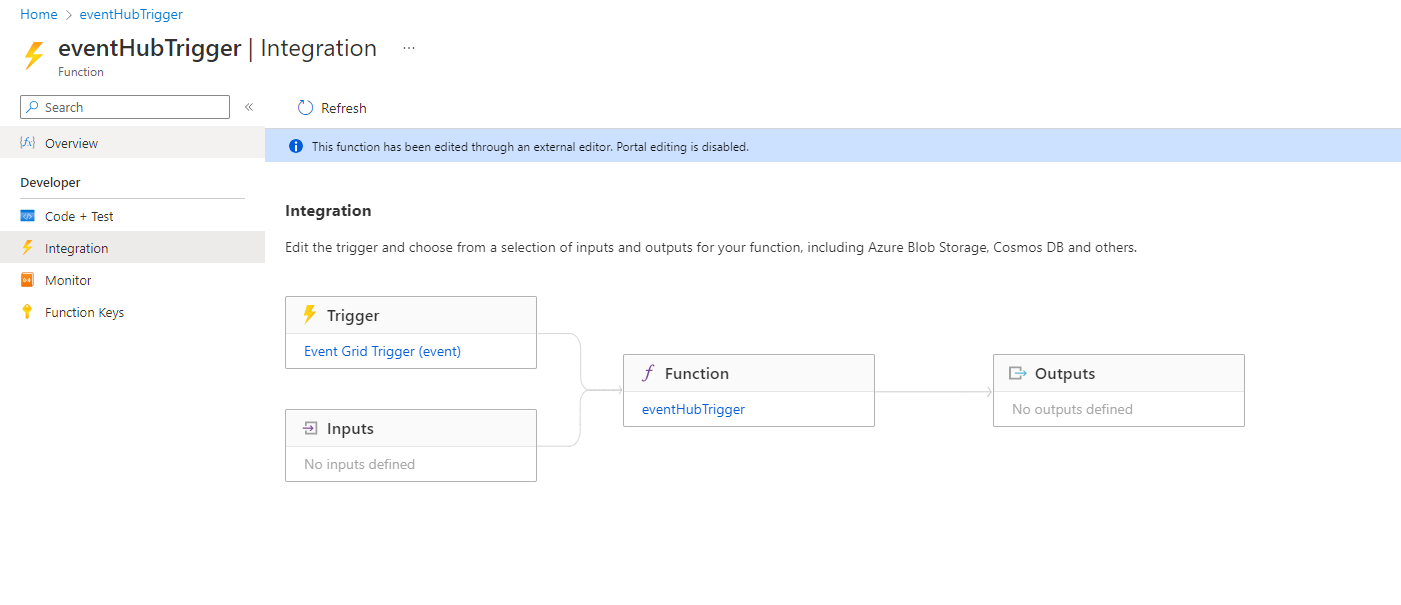 Home > eventHubTrigger
eventHubTrigger | Integration ...
Function
Search «
Refresh
Overview
This function has been edited through an external editor. Portal editing is disabled.
Developer
Code + Test
Integration
Monitor
Function Keys
Integration
Edit the trigger and choose from a selection of inputs and outputs for your function, including Azure Blob Storage, Cosmos DB and others.
Trigger
Event Grid Trigger (event)
Inputs
No inputs defined
Function
eventHubTrigger
Outputs
No outputs defined